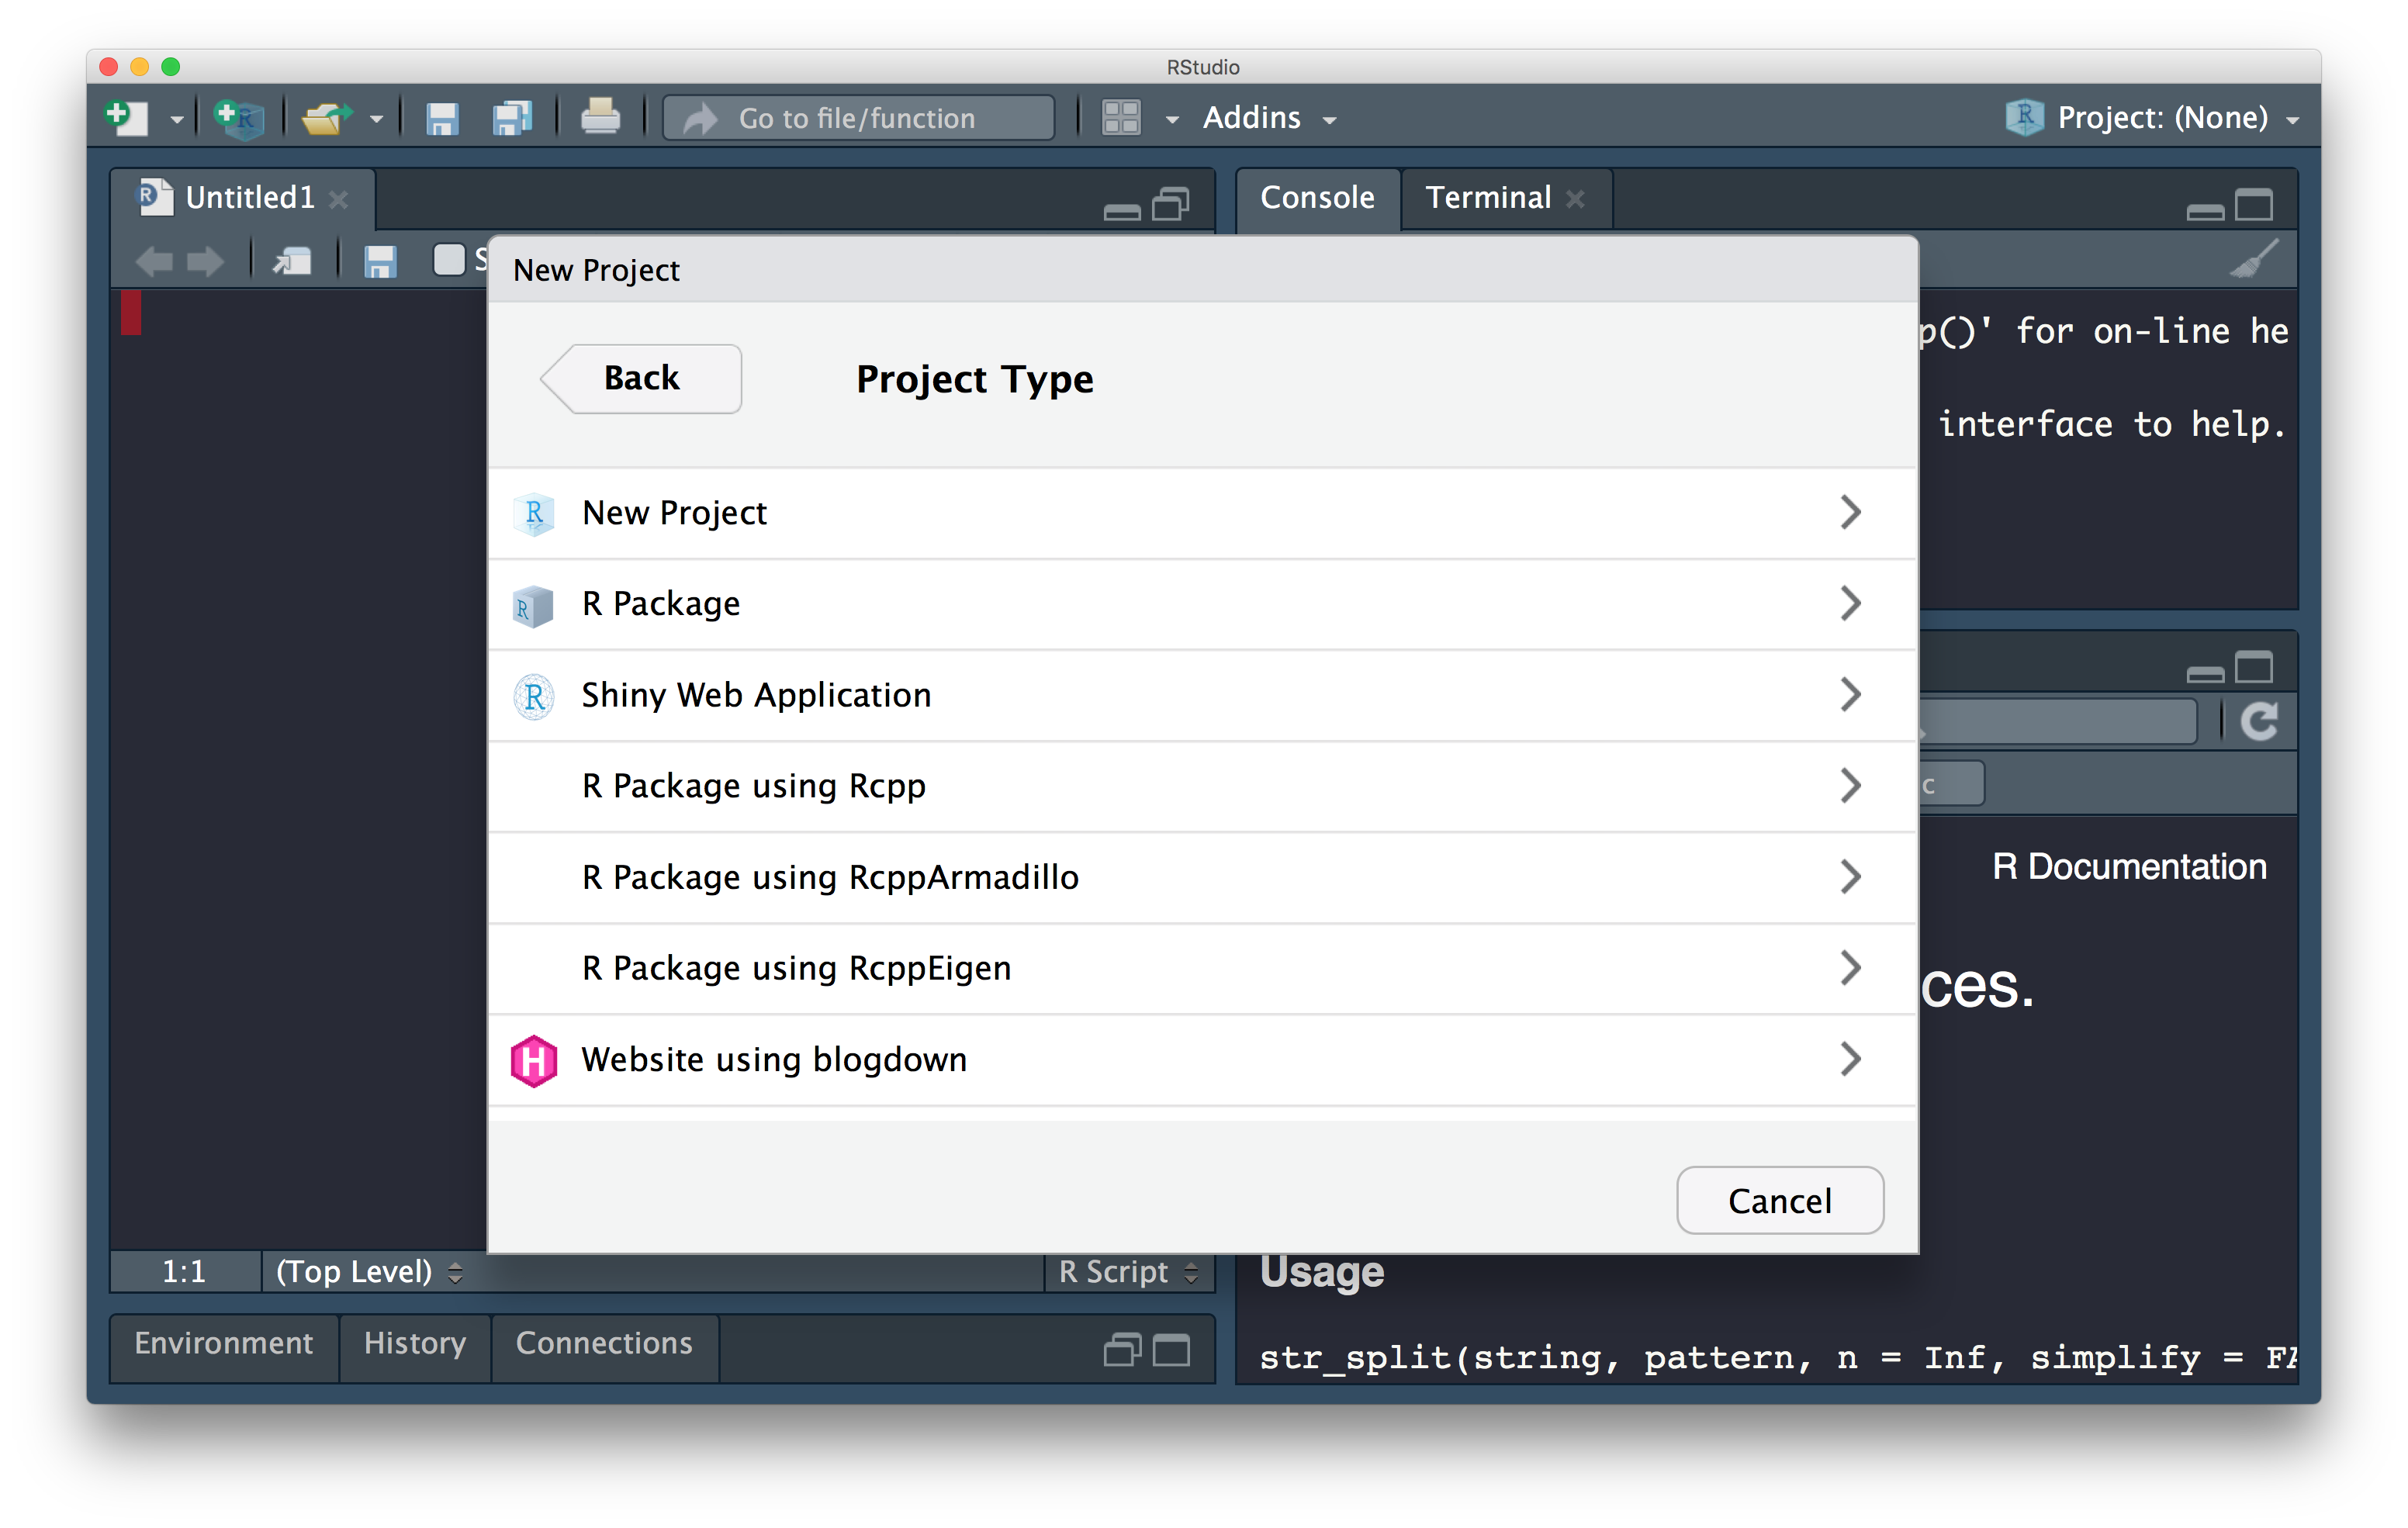 RStudio
Go to file/function
Addins
Project: (None)
Untitled1
Console
Terminal
S
New Project
p()' for on-line he
Back
Project Type
interface to help.
New Project
R Package
Shiny Web Application
R Package using Rcpp
c
R Package using RcppArmadillo
R Documentation
R Package using RcppEigen
ces.
Website using blogdown
Cancel
1:1
(Top Level)
R Script
Usage
Environment
History
Connections
str_split(string, pattern, n = Inf, simplify = FA